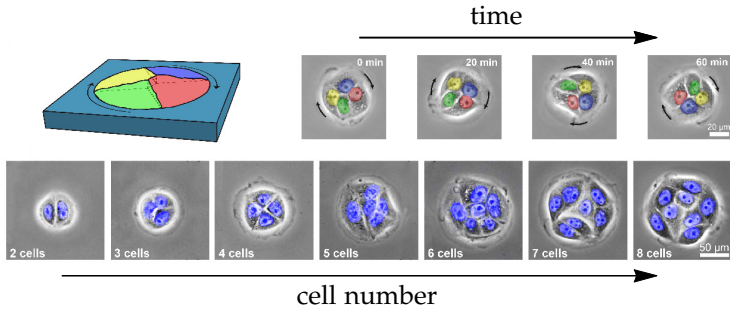 time
0 min
20 min
40 min
60 min
20 µm
2 cells
3 cells
4 cells
5 cells
6 cells
7 cells
8 cells
50 µm
cell number